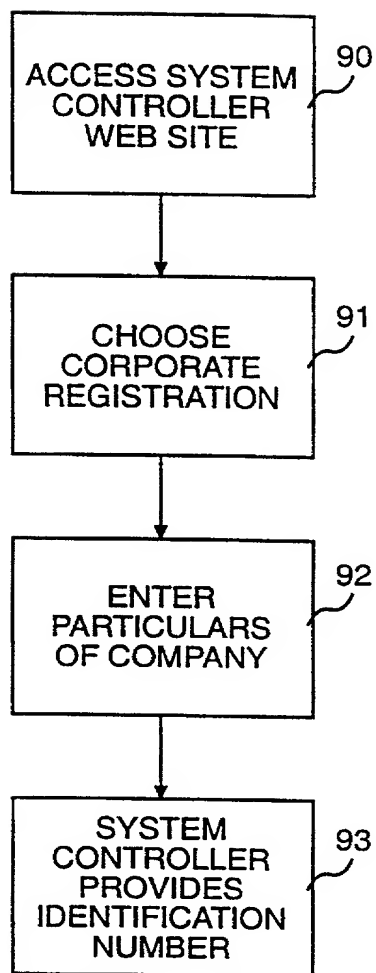 ACCESS SYSTEM
CONTROLLER
WEB SITE
90
CHOOSE
CORPORATE
REGISTRATION
91
ENTER
PARTICULARS
OF COMPANY
92
SYSTEM
CONTROLLER
PROVIDES
IDENTIFICATION
NUMBER
93